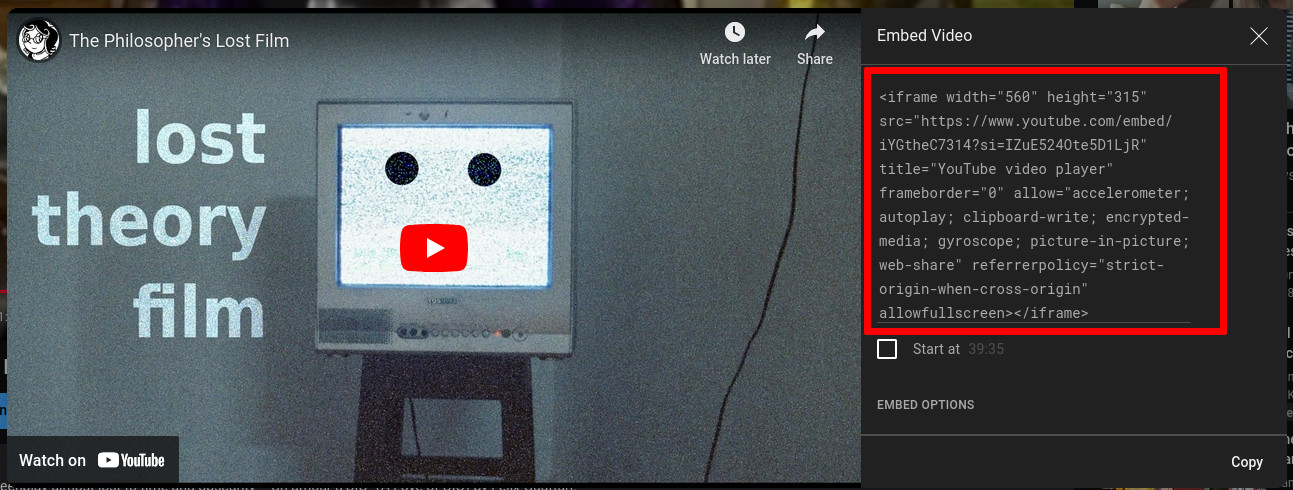 The Philosopher's Lost Film
Watch later
Share
lost
theory
film
Watch on YouTube
Embed Video
<iframe width="560" height="315"
src="https://www.youtube.com/embed/
iYGtheC7314?si=IZuE524Ote5D1LjR"
title="YouTube video player"
frameborder="0" allow="accelerometer;
autoplay; clipboard-write; encrypted-
media; gyroscope; picture-in-picture;
web-share" referrerpolicy="strict-
origin-when-cross-origin"
allowfullscreen></iframe>
Start at 39:35
EMBED OPTIONS
Copy